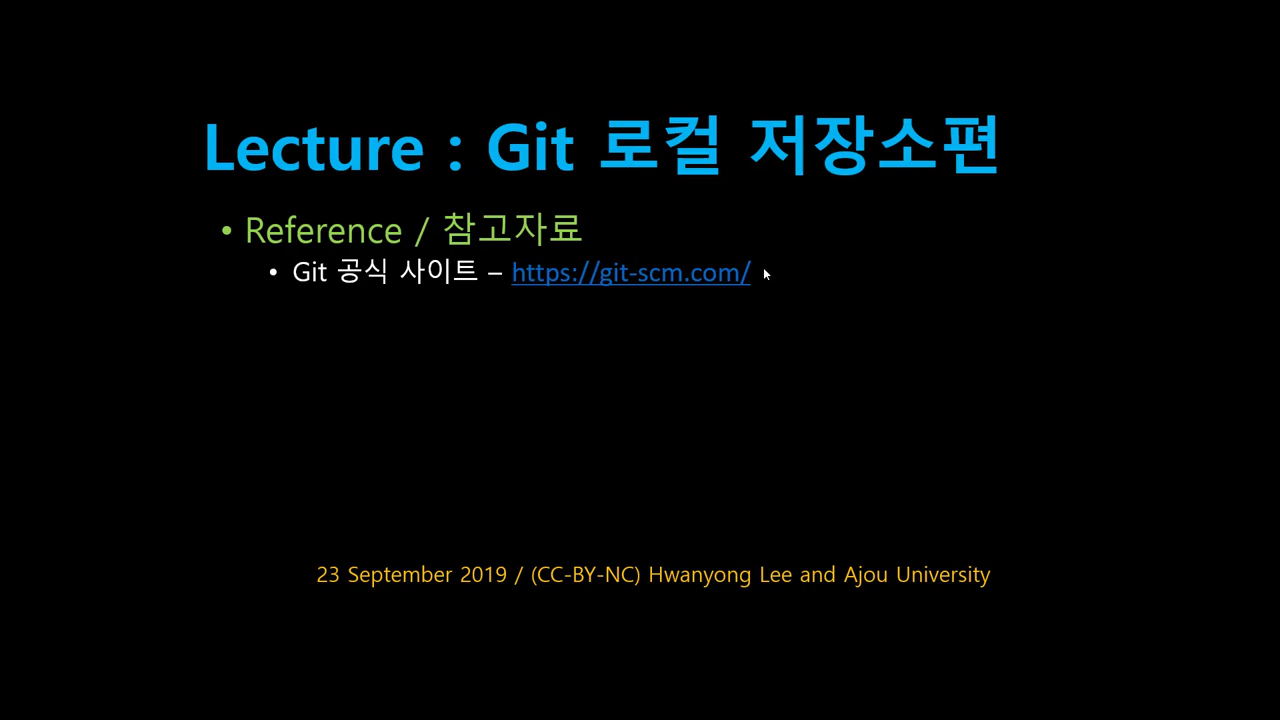 Lecture : Git 로컬 저장소편
• Reference / 참고자료
• Git 공식 사이트 – https://git-scm.com/
23 September 2019 / (CC-BY-NC) Hwanyong Lee and Ajou University